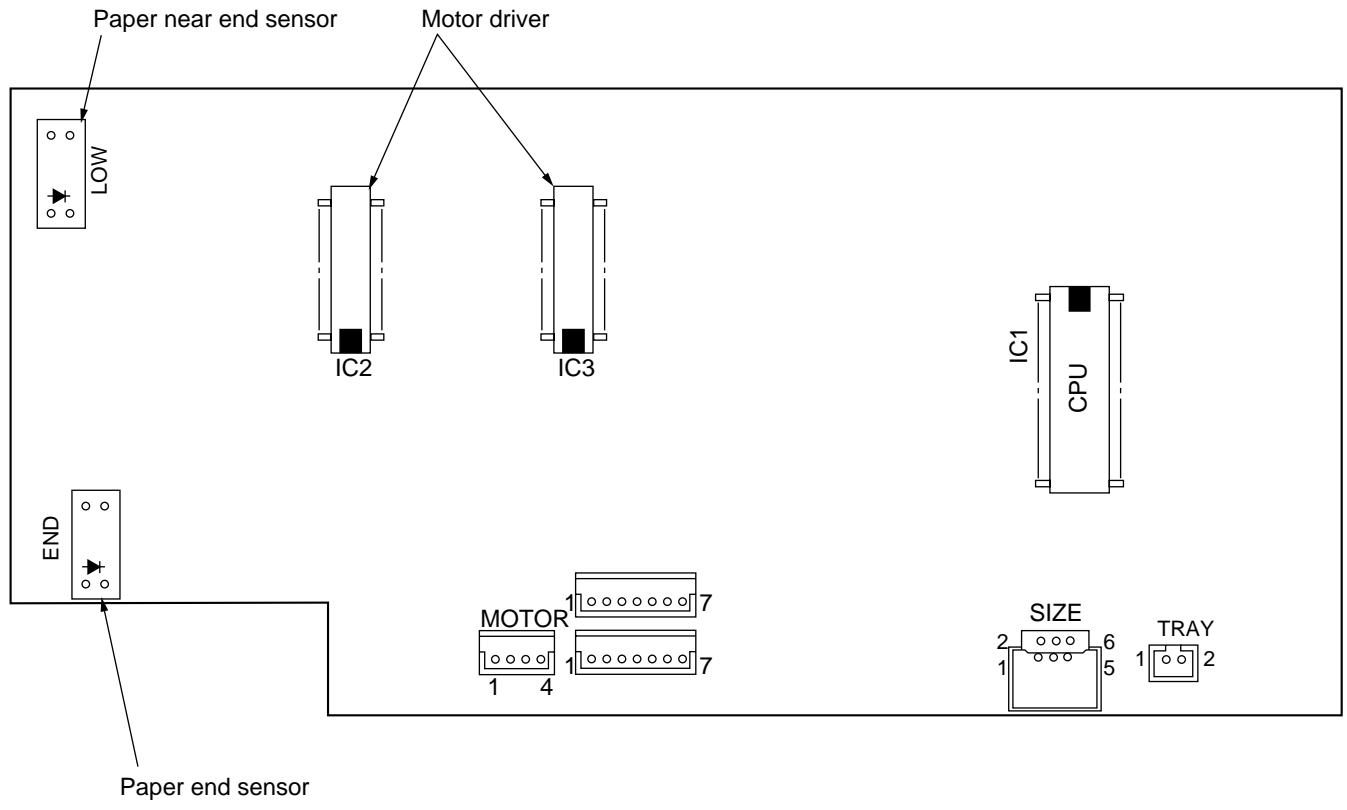 Paper near end sensor
Motor driver
LOW
IC2
IC3
IC1
CPU
END
MOTOR
1 4
1 7
1 7
SIZE
2 6
1 5
TRAY
1 2
Paper end sensor